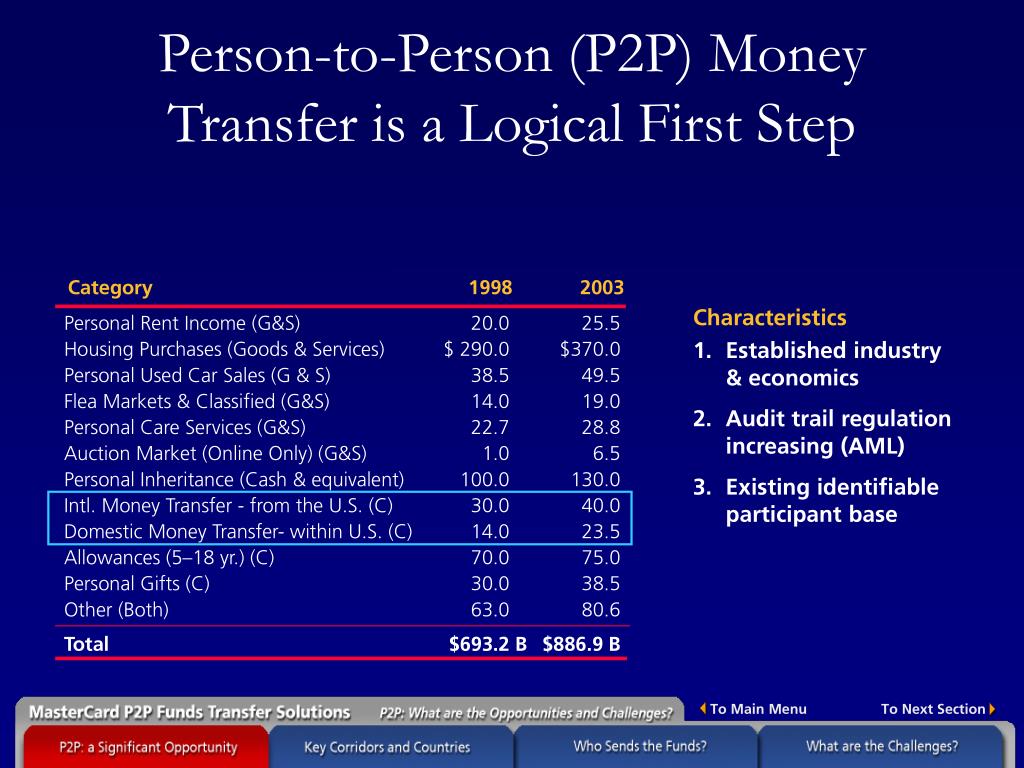 Person-to-Person (P2P) Money
Transfer is a Logical First Step
Category 1998 2003
Personal Rent Income (G&S) 20.0 25.5
Housing Purchases (Goods & Services) $ 290.0 $370.0
Personal Used Car Sales (G & S) 38.5 49.5
Flea Markets & Classified (G&S) 14.0 19.0
Personal Care Services (G&S) 22.7 28.8
Auction Market (Online Only) (G&S) 1.0 6.5
Personal Inheritance (Cash & equivalent) 100.0 130.0
Intl. Money Transfer - from the U.S. (C) 30.0 40.0
Domestic Money Transfer- within U.S. (C) 14.0 23.5
Allowances (5–18 yr.) (C) 70.0 75.0
Personal Gifts (C) 30.0 38.5
Other (Both) 63.0 80.6
Total $693.2 B $886.9 B
Characteristics
1. Established industry
& economics
2. Audit trail regulation
increasing (AML)
3. Existing identifiable
participant base
MasterCard P2P Funds Transfer Solutions P2P: What are the Opportunities and Challenges? To Main Menu To Next Section
P2P: a Significant Opportunity Key Corridors and Countries Who Sends the Funds? What are the Challenges?